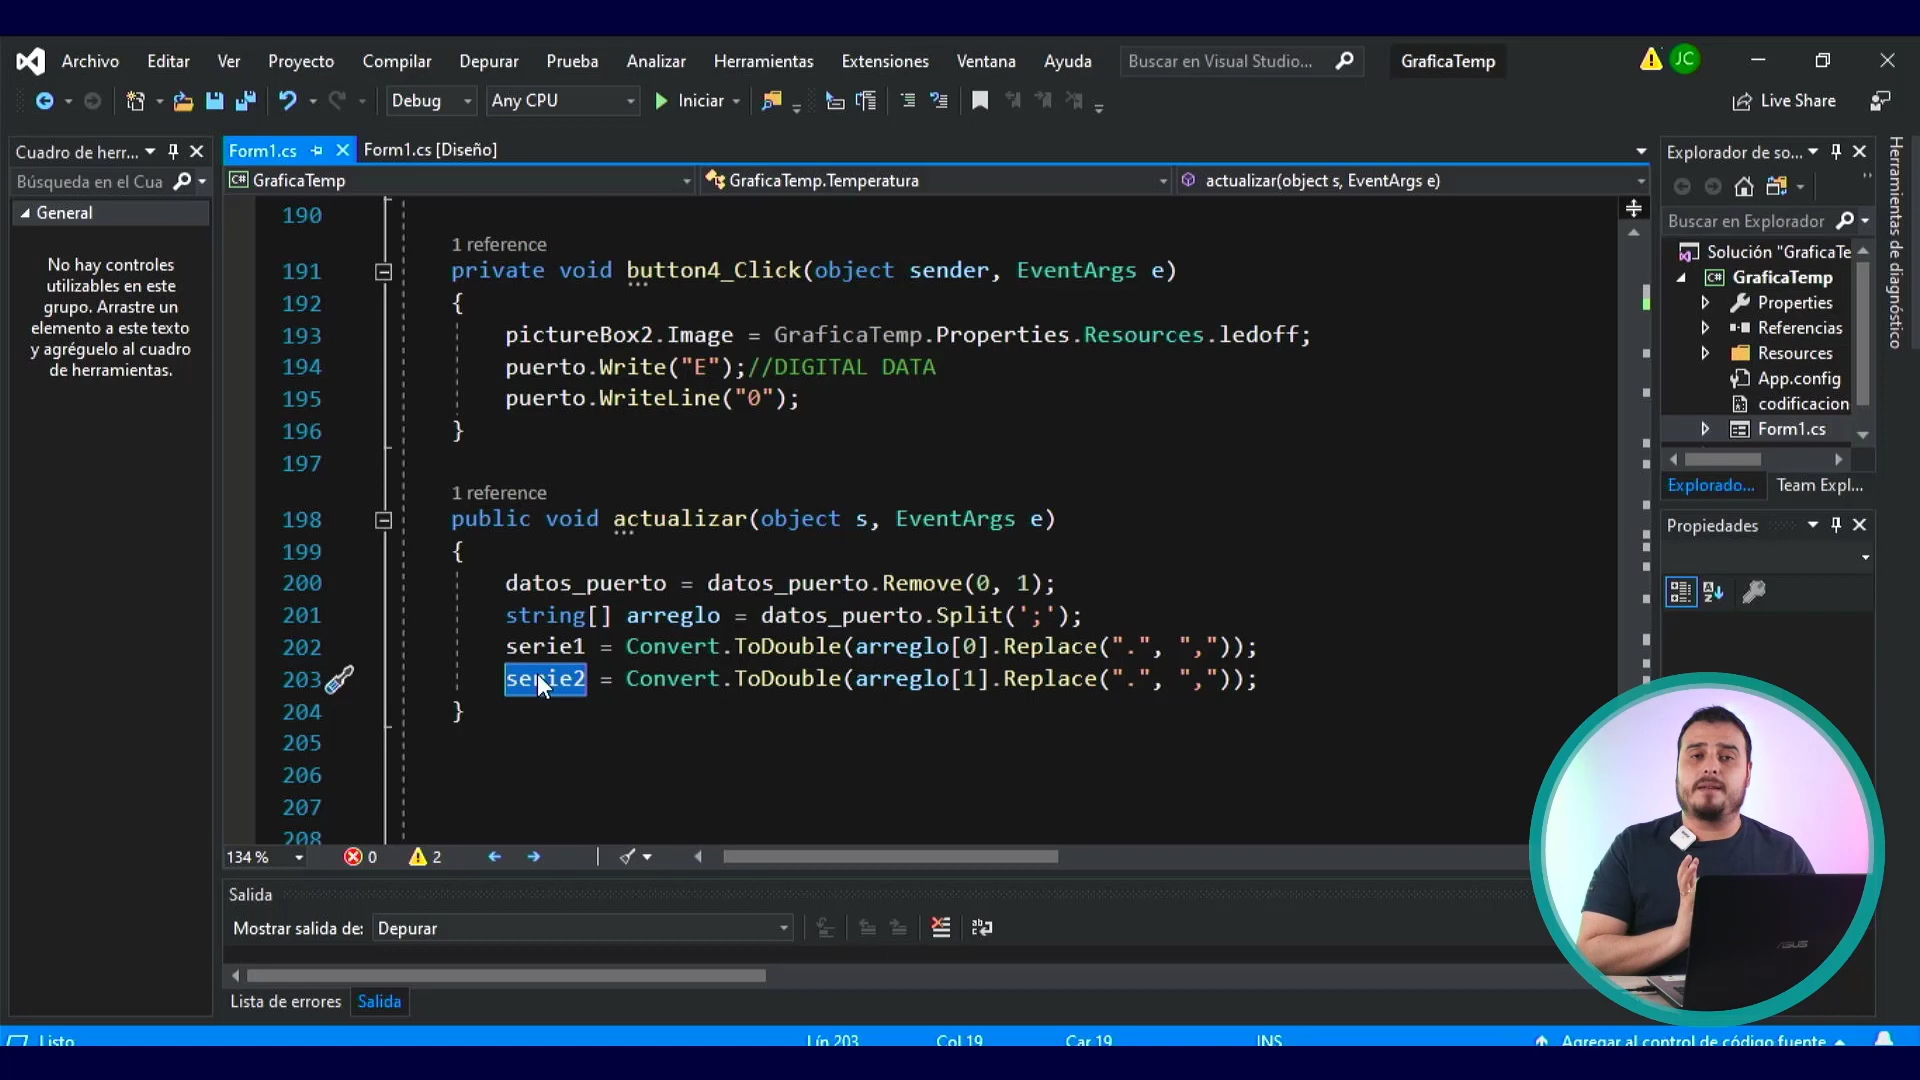 Archivo Editar Ver Proyecto Compilar Depurar Prueba Analizar Herramientas Extensiones Ventana Ayuda Buscar en Visual Studio... GraficaTemp JC
Debug Any CPU Iniciar Live Share
Cuadro de herr...
Búsqueda en el Cua
General
No hay controles
utilizables en este
grupo. Arrastre un
elemento a este texto
y agréguelo al cuadro
de herramientas.
Form1.cs Form1.cs [Diseño]
GraficaTemp GraficaTemp.Temperatura actualizar(object s, EventArgs e)
190
1 reference
191 private void button4_Click(object sender, EventArgs e)
192 {
193 pictureBox2.Image = GraficaTemp.Properties.Resources.ledoff;
194 puerto.Write("E");//DIGITAL DATA
195 puerto.WriteLine("0");
196 }
197
1 reference
198 public void actualizar(object s, EventArgs e)
199 {
200 datos_puerto = datos_puerto.Remove(0, 1);
201 string[] arreglo = datos_puerto.Split(';');
202 serie1 = Convert.ToDouble(arreglo[0].Replace(".", ","));
203 serie2 = Convert.ToDouble(arreglo[1].Replace(".", ","));
204 }
205
206
207
208
134 % 0 2
Salida
Mostrar salida de: Depurar
Lista de errores Salida
Explorador de so...
Buscar en Explorador
Solución "GraficaTe
GraficaTemp
Properties
Referencias
Resources
App.config
codificacion
Form1.cs
Explorado... Team Expl...
Propiedades
Herramientas de diagnóstico
ASUS
Listo Lín 203 Col 19 Car 19 INS Agregar al control de código fuente